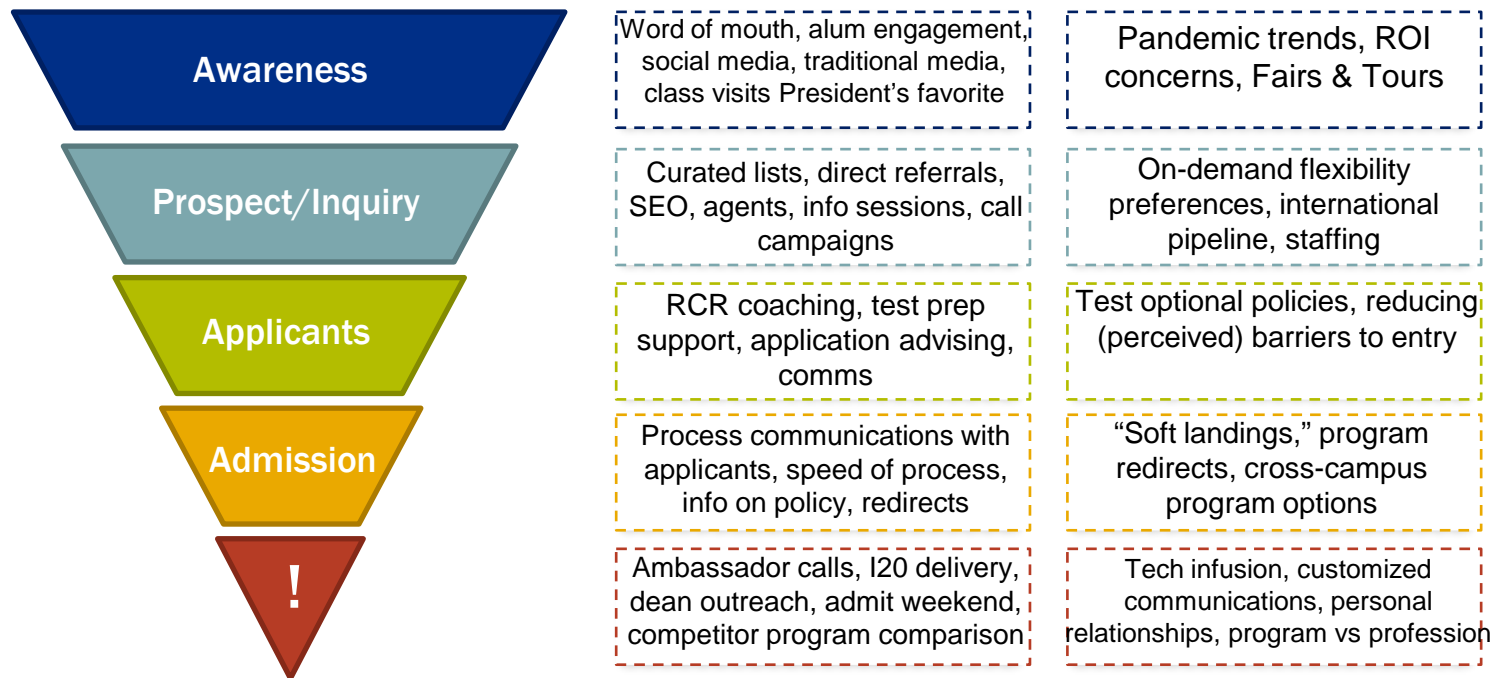 Awareness
Word of mouth, alum engagement,
social media, traditional media,
class visits President’s favorite
Pandemic trends, ROI
concerns, Fairs & Tours
Prospect/Inquiry
Curated lists, direct referrals,
SEO, agents, info sessions, call
campaigns
On-demand flexibility
preferences, international
pipeline, staffing
Applicants
RCR coaching, test prep
support, application advising,
comms
Test optional policies, reducing
(perceived) barriers to entry
Admission
Process communications with
applicants, speed of process,
info on policy, redirects
“Soft landings,” program
redirects, cross-campus
program options
!
Ambassador calls, I20 delivery,
dean outreach, admit weekend,
competitor program comparison
Tech infusion, customized
communications, personal
relationships, program vs profession